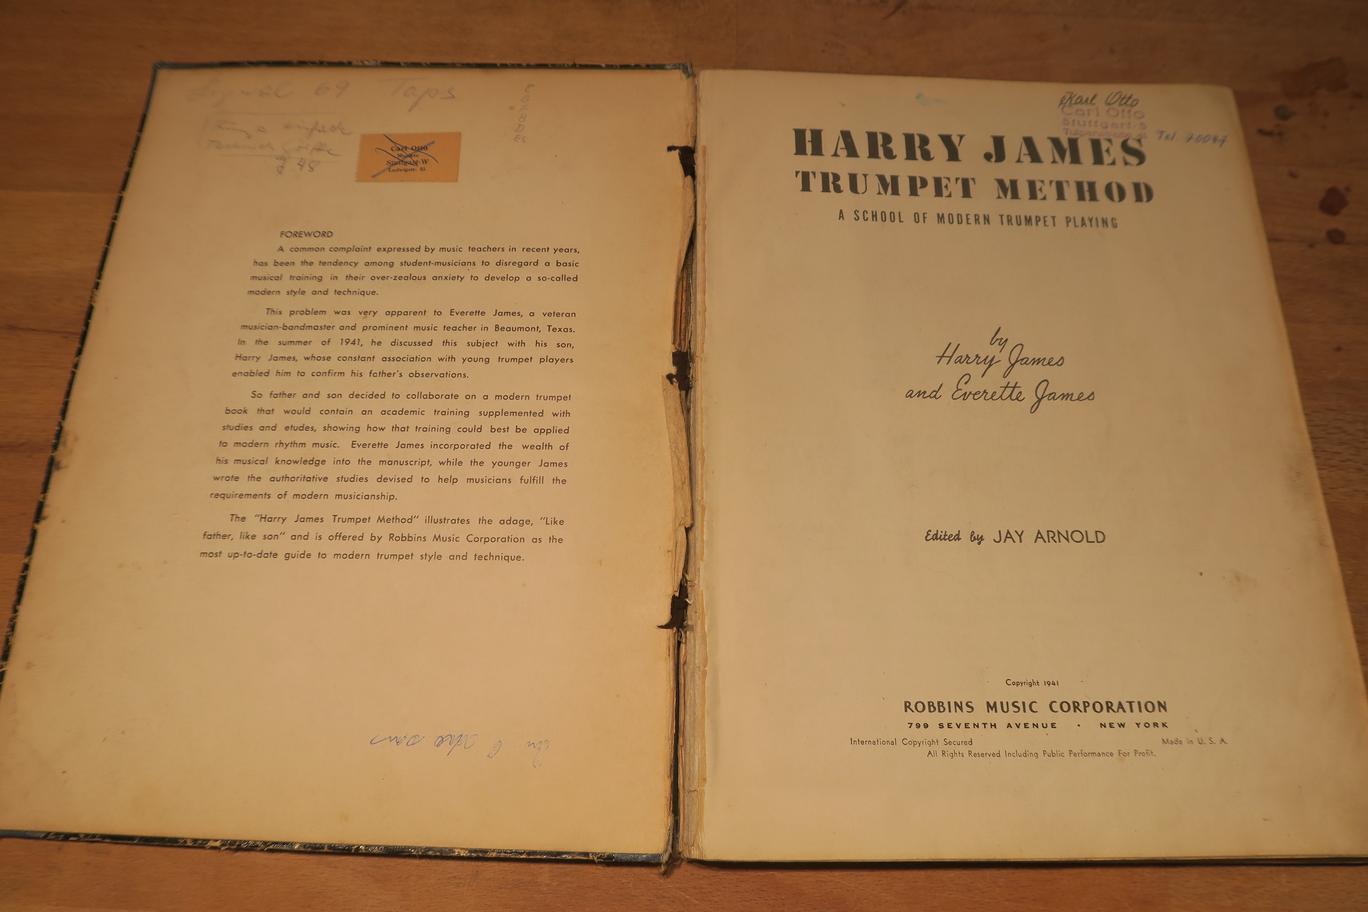 Signal 69 Taps
Carl Otto
Stuttgart-W
FOREWORD
A common complaint expressed by music teachers in recent years,
has been the tendency among student-musicians to disregard a basic
musical training in their over-zealous anxiety to develop a so-called
modern style and technique.
This problem was very apparent to Everette James, a veteran
musician-bandmaster and prominent music teacher in Beaumont, Texas.
In the summer of 1941, he discussed this subject with his son,
Harry James, whose constant association with young trumpet players
enabled him to confirm his father's observations.
So father and son decided to collaborate on a modern trumpet
book that would contain an academic training supplemented with
studies and etudes, showing how that training could best be applied
to modern rhythm music. Everette James incorporated the wealth of
his musical knowledge into the manuscript, while the younger James
wrote the authoritative studies devised to help musicians fulfill the
requirements of modern musicianship.
The "Harry James Trumpet Method" illustrates the adage, "Like
father, like son" and is offered by Robbins Music Corporation as the
most up-to-date guide to modern trumpet style and technique.
Karl Otto
Carl Otto
Stuttgart-S
Tel. 70047
HARRY JAMES
TRUMPET METHOD
A SCHOOL OF MODERN TRUMPET PLAYING
by
Harry James
and Everette James
Edited by JAY ARNOLD
Copyright 1941
ROBBINS MUSIC CORPORATION
799 SEVENTH AVENUE • NEW YORK
International Copyright Secured Made in U. S. A.
All Rights Reserved Including Public Performance For Profit.